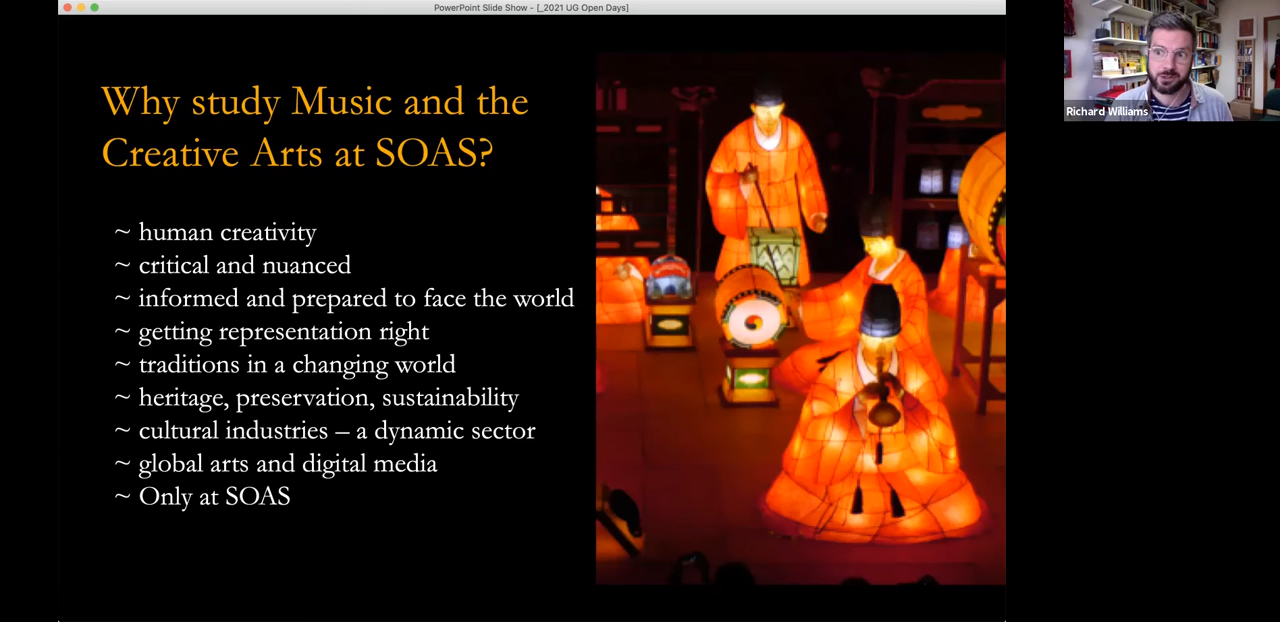 PowerPoint Slide Show - [_2021 UG Open Days]
Why study Music and the
Creative Arts at SOAS?
~ human creativity
~ critical and nuanced
~ informed and prepared to face the world
~ getting representation right
~ traditions in a changing world
~ heritage, preservation, sustainability
~ cultural industries – a dynamic sector
~ global arts and digital media
~ Only at SOAS
Richard Williams